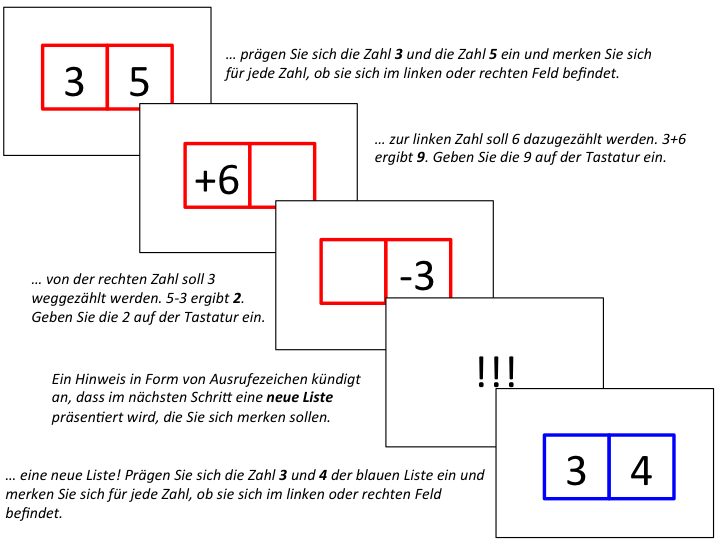 3 5
… prägen Sie sich die Zahl 3 und die Zahl 5 ein und merken Sie sich
für jede Zahl, ob sie sich im linken oder rechten Feld befindet.
+6
… zur linken Zahl soll 6 dazugezählt werden. 3+6
ergibt 9. Geben Sie die 9 auf der Tastatur ein.
-3
… von der rechten Zahl soll 3
weggezählt werden. 5-3 ergibt 2.
Geben Sie die 2 auf der Tastatur ein.
!!!
Ein Hinweis in Form von Ausrufezeichen kündigt
an, dass im nächsten Schritt eine neue Liste
präsentiert wird, die Sie sich merken sollen.
3 4
… eine neue Liste! Prägen Sie sich die Zahl 3 und 4 der blauen Liste ein und
merken Sie sich für jede Zahl, ob sie sich im linken oder rechten Feld
befindet.